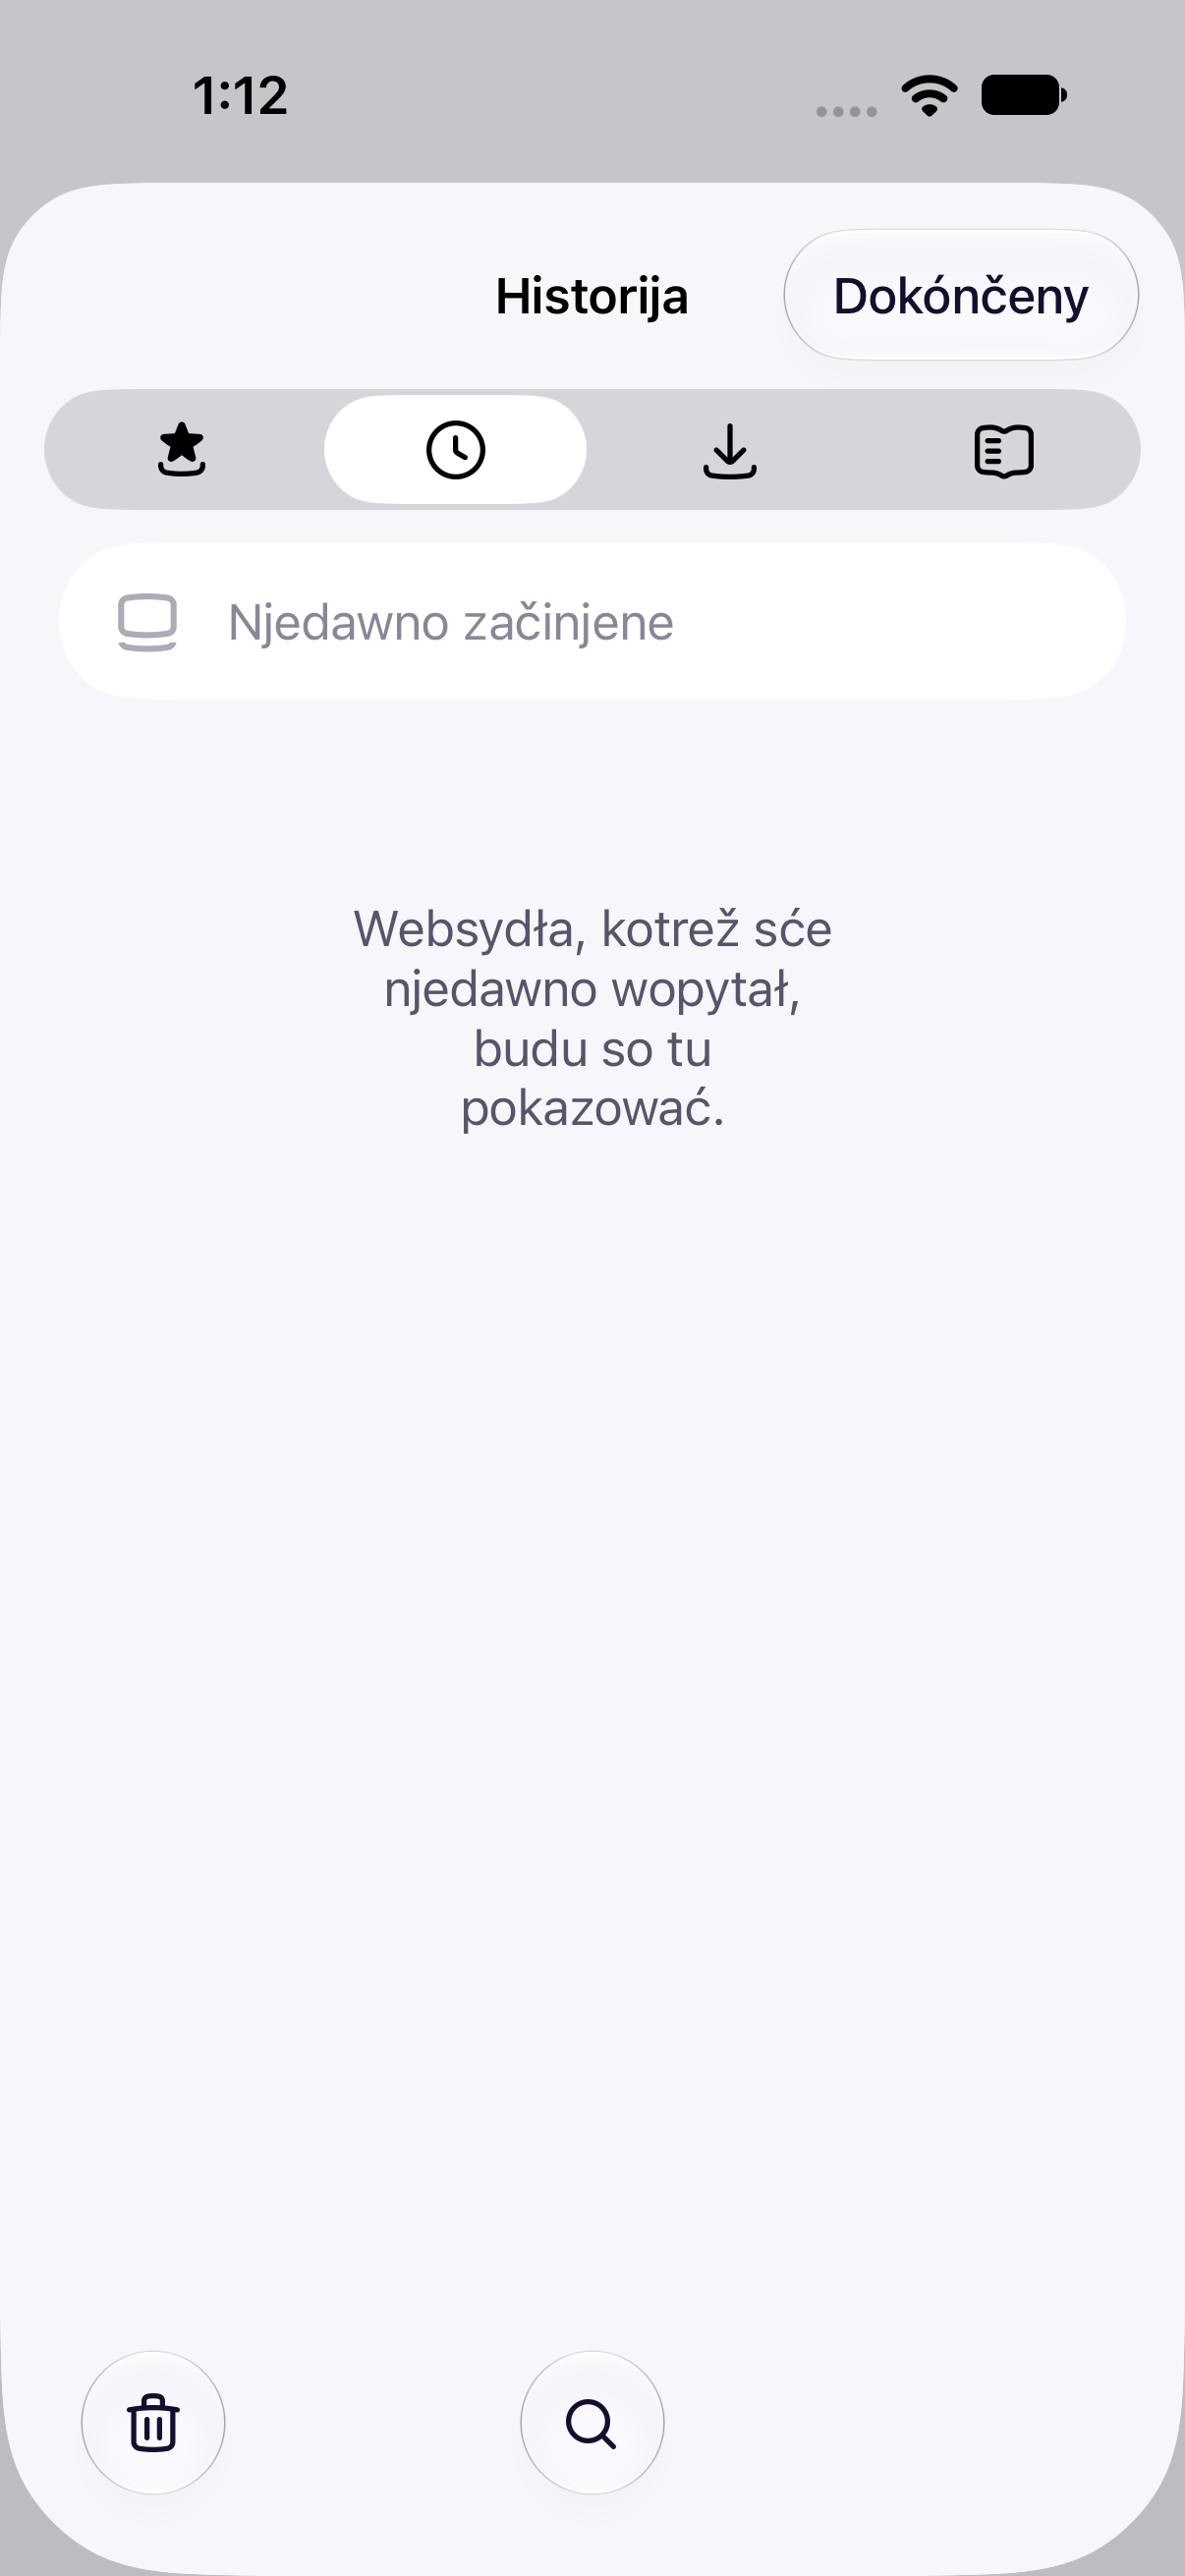 1:12
Historija
Dokónčeny
Njedawno začinjene
Websydła, kotrež sće
njedawno wopytał,
budu so tu
pokazować.